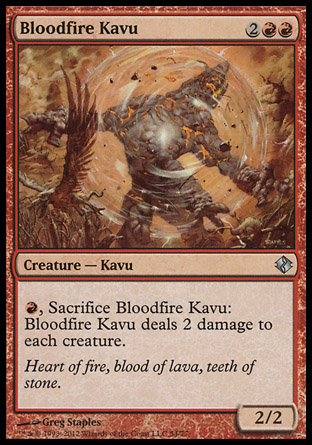 Bloodfire Kavu 2
Creature — Kavu
, Sacrifice Bloodfire Kavu:
Bloodfire Kavu deals 2 damage to
each creature.
Heart of fire, blood of lava, teeth of
stone.
Greg Staples
2/2